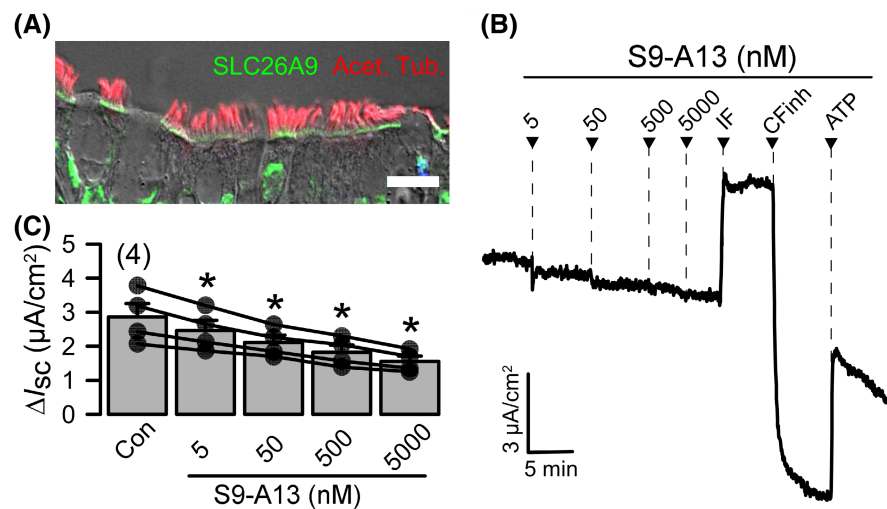 (A)
SLC26A9 Acet. Tub.
(B)
S9-A13 (nM)
5 50 500 5000 IF CFinh ATP
3 µA/cm²
5 min
(C)
ΔIsc (µA/cm²)
5
4
3
2
1
0
(4)
* * * *
Con 5 50 500 5000
S9-A13 (nM)